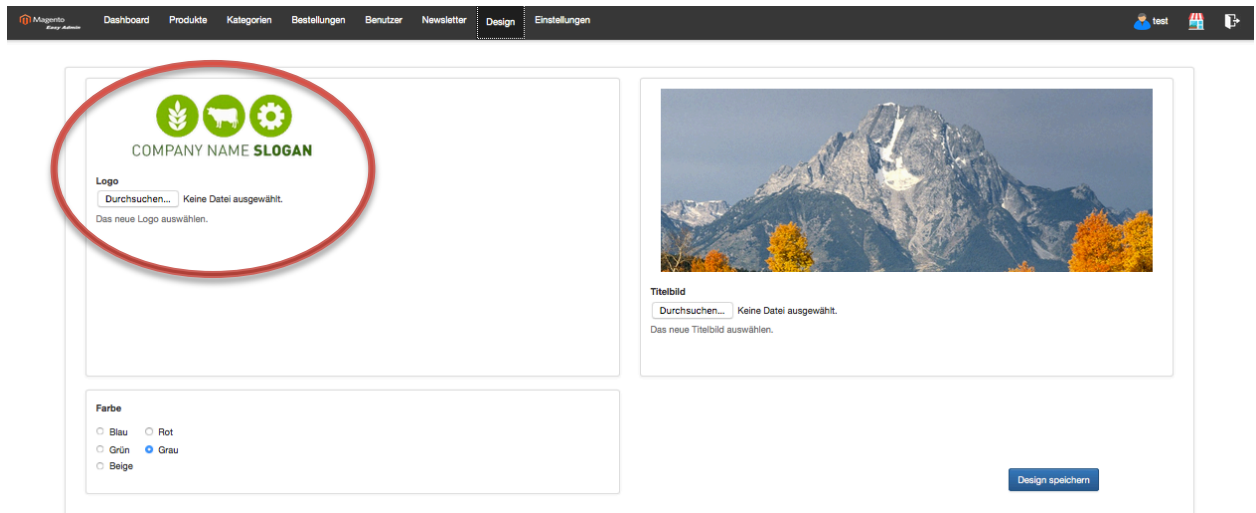 Magento
Easy Admin
Dashboard Produkte Kategorien Bestellungen Benutzer Newsletter Design Einstellungen test
COMPANY NAME SLOGAN
Logo
Durchsuchen... Keine Datei ausgewählt.
Das neue Logo auswählen.
Titelbild
Durchsuchen... Keine Datei ausgewählt.
Das neue Titelbild auswählen.
Farbe
Blau Rot
Grün Grau
Beige
Design speichern